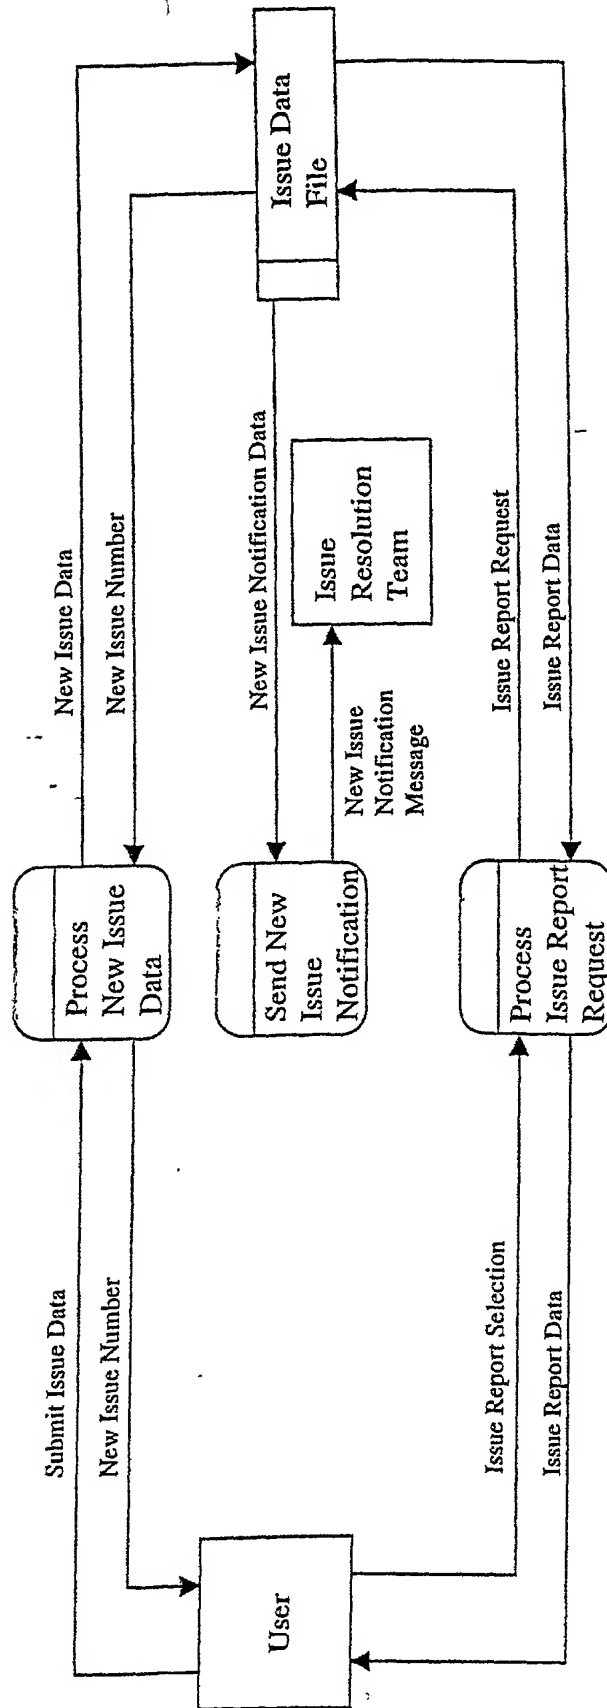 Submit Issue Data
New Issue Data
New Issue Number
New Issue Number
Process
New Issue
Data
User
Send New
Issue
Notification
New Issue Notification Data
New Issue
Notification
Message
Issue
Resolution
Team
Issue Data
File
Issue Report Selection
Issue Report Request
Issue Report Data
Issue Report Data
Process
Issue Report
Request